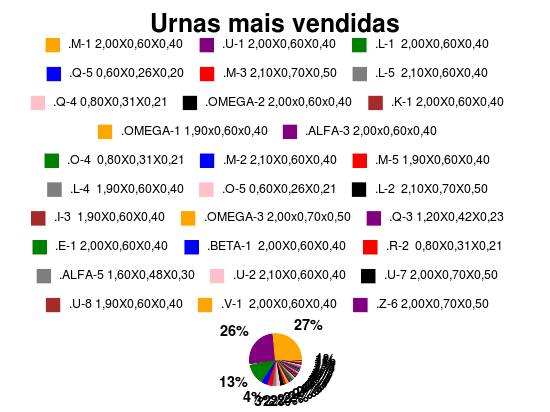 Urnas mais vendidas
.M-1 2,00X0,60X0,40 .U-1 2,00X0,60X0,40 .L-1 2,00X0,60X0,40
.Q-5 0,60X0,26X0,20 .M-3 2,10X0,70X0,50 .L-5 2,10X0,60X0,40
.Q-4 0,80X0,31X0,21 .OMEGA-2 2,00x0,60x0,40 .K-1 2,00X0,60X0,40
.OMEGA-1 1,90x0,60x0,40 .ALFA-3 2,00x0,60x0,40
.O-4 0,80X0,31X0,21 .M-2 2,10X0,60X0,40 .M-5 1,90X0,60X0,40
.L-4 1,90X0,60X0,40 .O-5 0,60X0,26X0,21 .L-2 2,10X0,70X0,50
.I-3 1,90X0,60X0,40 .OMEGA-3 2,00x0,70x0,50 .Q-3 1,20X0,42X0,23
.E-1 2,00X0,60X0,40 .BETA-1 2,00X0,60x0,40 .R-2 0,80X0,31X0,21
.ALFA-5 1,60X0,48X0,30 .U-2 2,10X0,60X0,40 .U-7 2,00X0,70X0,50
.U-8 1,90X0,60X0,40 .V-1 2,00X0,60X0,40 .Z-6 2,00X0,70X0,50
27%
26%
13%
4%